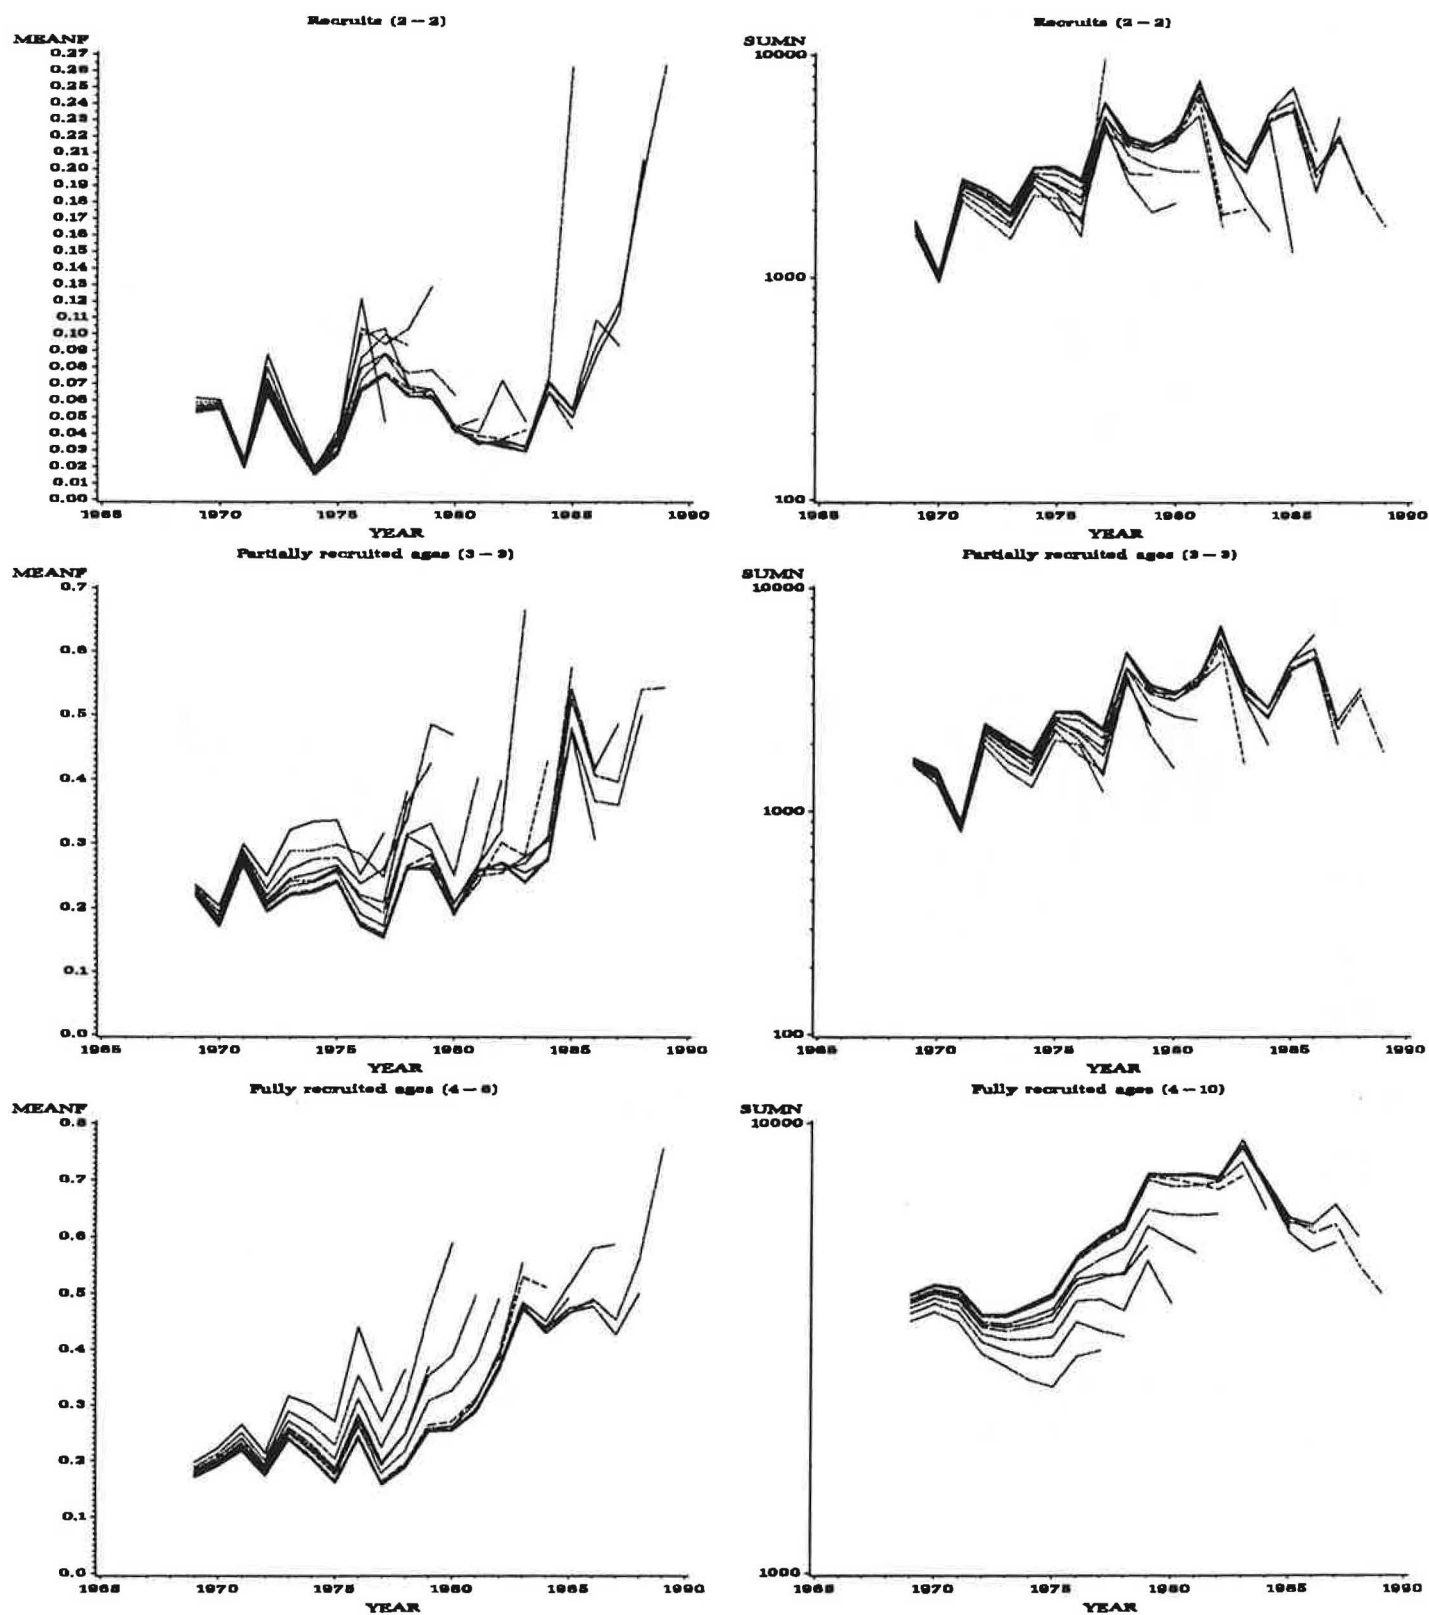 Recruits (2 — 2)
MEANF
0.27
0.26
0.25
0.24
0.23
0.22
0.21
0.20
0.19
0.18
0.17
0.16
0.15
0.14
0.13
0.12
0.11
0.10
0.09
0.08
0.07
0.06
0.05
0.04
0.03
0.02
0.01
0.00
1965 1970 1975 1980 1985 1990
YEAR
Recruits (2 — 2)
SUMN
10000
1000
100
1965 1970 1975 1980 1985 1990
YEAR
Partially recruited ages (3 — 3)
MEANF
0.7
0.6
0.5
0.4
0.3
0.2
0.1
0.0
1965 1970 1975 1980 1985 1990
YEAR
Partially recruited ages (3 — 3)
SUMN
10000
1000
100
1965 1970 1975 1980 1985 1990
YEAR
Fully recruited ages (4 — 8)
MEANF
0.8
0.7
0.6
0.5
0.4
0.3
0.2
0.1
0.0
1965 1970 1975 1980 1985 1990
YEAR
Fully recruited ages (4 — 10)
SUMN
10000
1000
1965 1970 1975 1980 1985 1990
YEAR